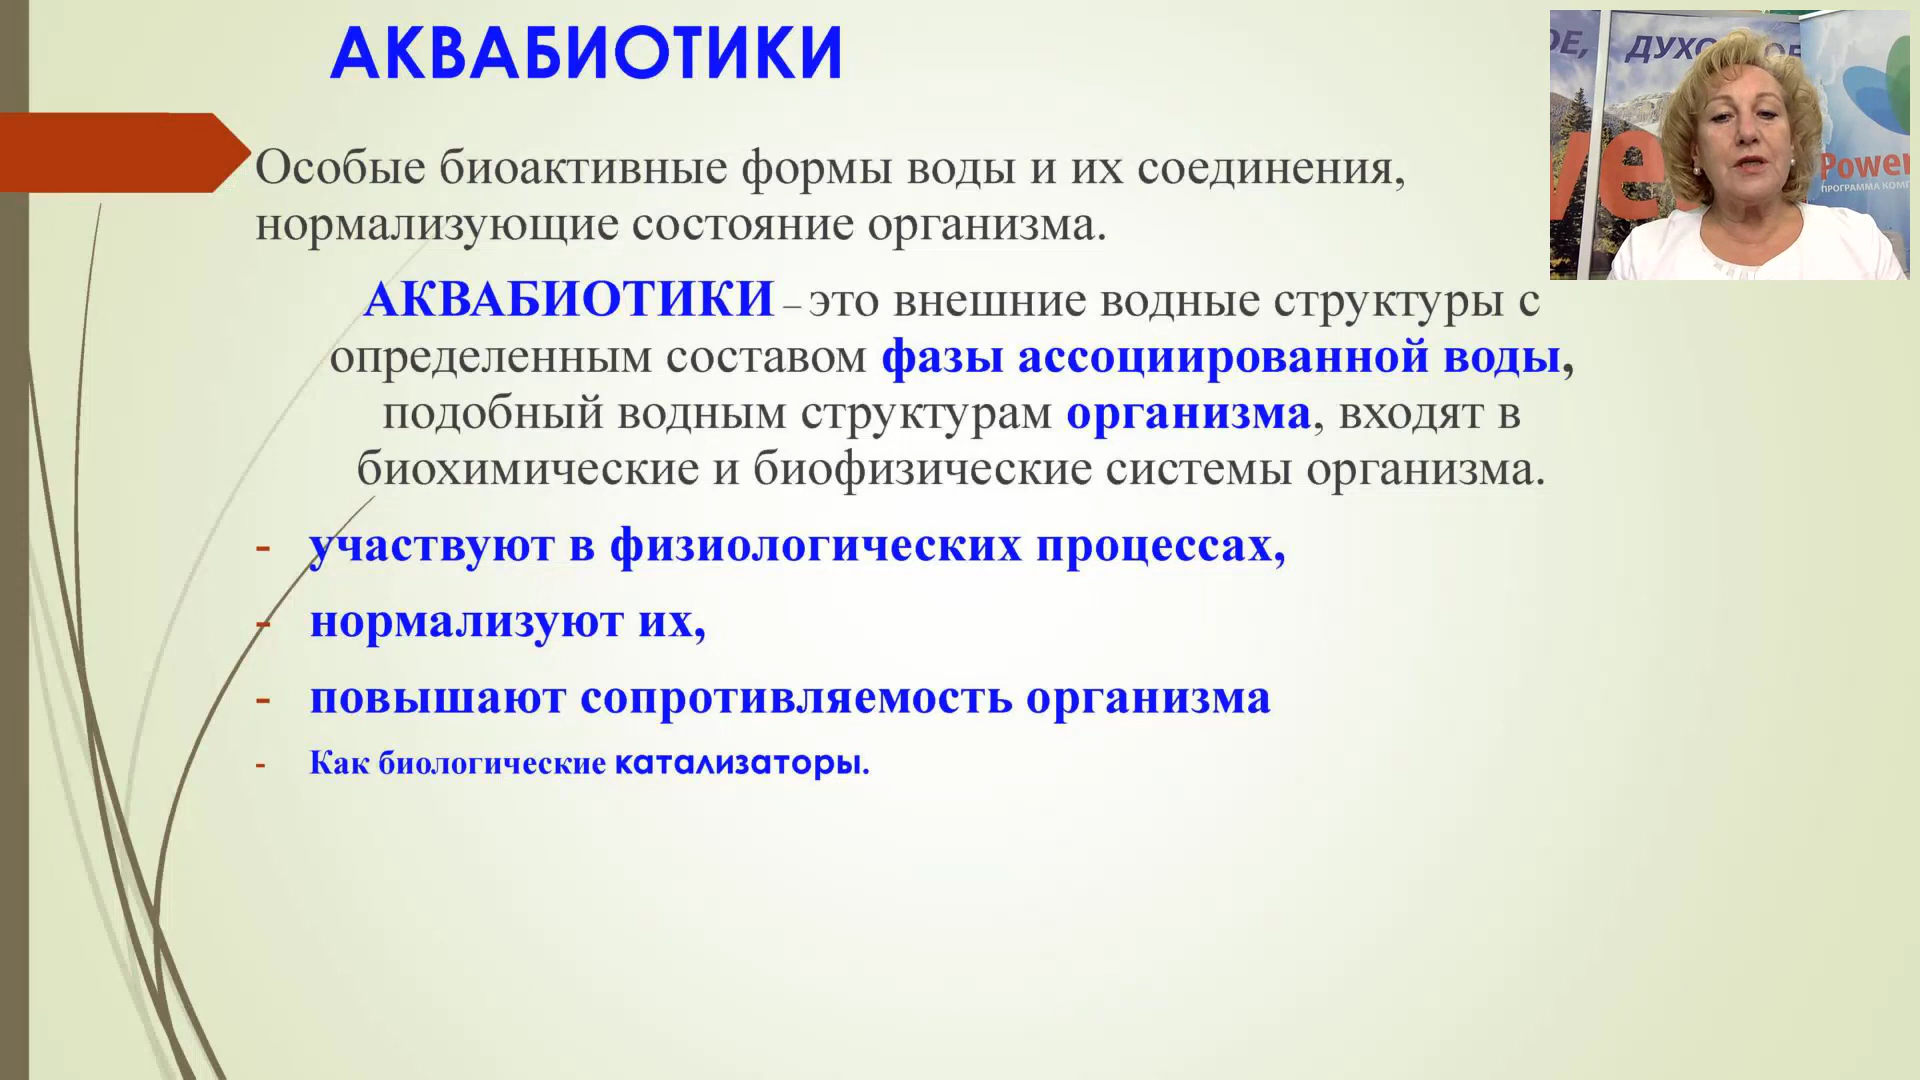 АКВАБИОТИКИ
Особые биоактивные формы воды и их соединения,
нормализующие состояние организма.
АКВАБИОТИКИ – это внешние водные структуры с
определенным составом фазы ассоциированной воды,
подобный водным структурам организма, входят в
биохимические и биофизические системы организма.
- участвуют в физиологических процессах,
- нормализуют их,
- повышают сопротивляемость организма
- Как биологические катализаторы.
Power